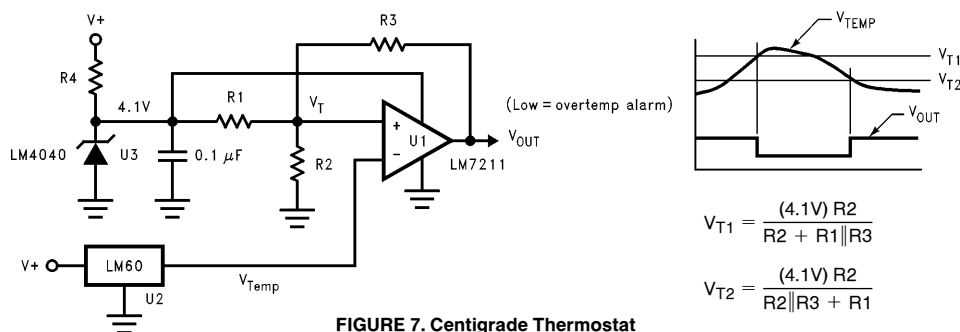 V+
R4
4.1V
R1
V_T
R3
LM4040
U3
0.1 μF
R2
+
−
U1
LM7211
(Low = overtemp alarm)
V_OUT
V+
LM60
U2
V_Temp
V_TEMP
V_T1
V_T2
V_OUT
V_T1 = (4.1V) R2 / R2 + R1||R3
V_T2 = (4.1V) R2 / R2||R3 + R1
FIGURE 7. Centigrade Thermostat